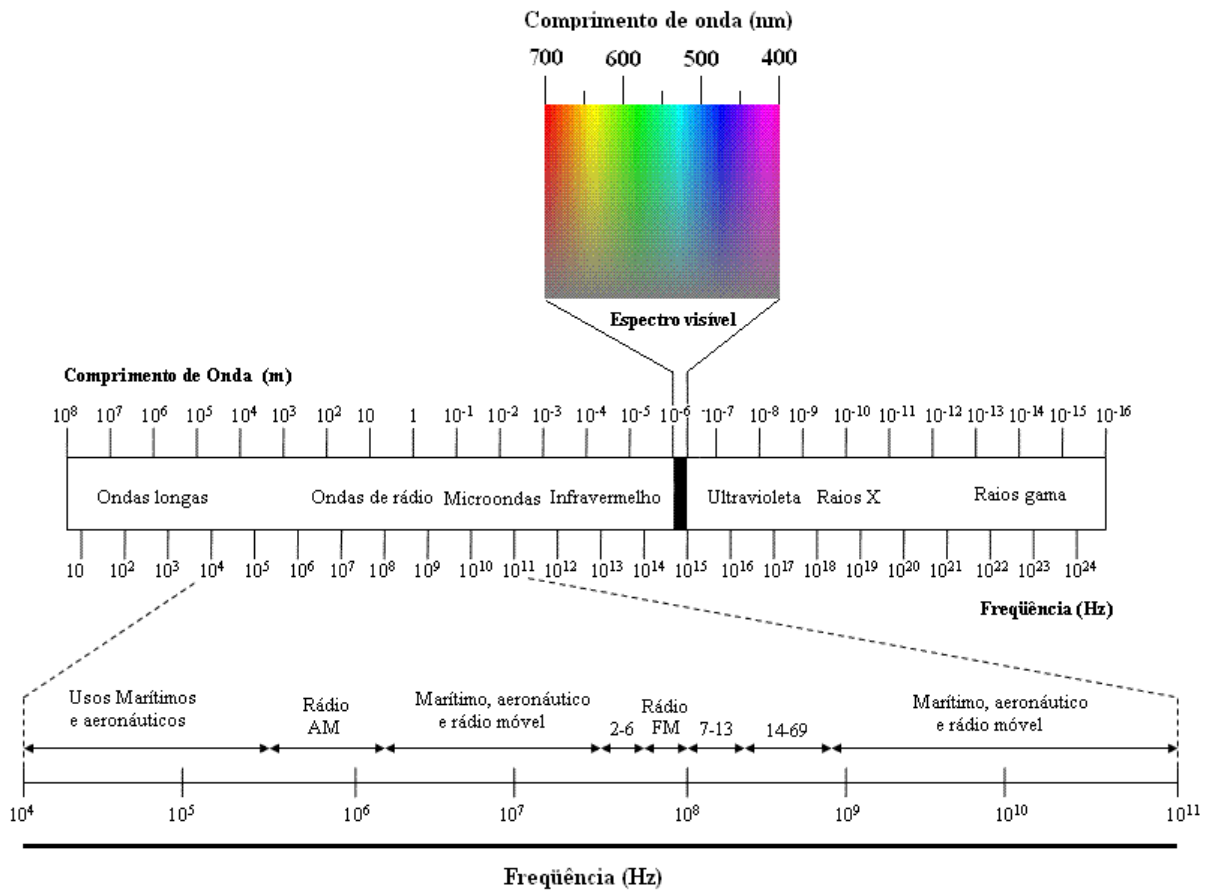 Comprimento de onda (nm)
700 600 500 400
Espectro visível
Comprimento de Onda (m)
10⁸ 10⁷ 10⁶ 10⁵ 10⁴ 10³ 10² 10 1 10⁻¹ 10⁻² 10⁻³ 10⁻⁴ 10⁻⁵ 10⁻⁶ 10⁻⁷ 10⁻⁸ 10⁻⁹ 10⁻¹⁰ 10⁻¹¹ 10⁻¹² 10⁻¹³ 10⁻¹⁴ 10⁻¹⁵ 10⁻¹⁶
Ondas longas Ondas de rádio Microondas Infravermelho Ultravioleta Raios X Raios gama
10 10² 10³ 10⁴ 10⁵ 10⁶ 10⁷ 10⁸ 10⁹ 10¹⁰ 10¹¹ 10¹² 10¹³ 10¹⁴ 10¹⁵ 10¹⁶ 10¹⁷ 10¹⁸ 10¹⁹ 10²⁰ 10²¹ 10²² 10²³ 10²⁴
Freqüência (Hz)
Usos Marítimos
e aeronáuticos
Rádio
AM
Marítimo, aeronáutico
e rádio móvel
2-6
Rádio
FM
7-13
14-69
Marítimo, aeronáutico
e rádio móvel
10⁴ 10⁵ 10⁶ 10⁷ 10⁸ 10⁹ 10¹⁰ 10¹¹
Freqüência (Hz)